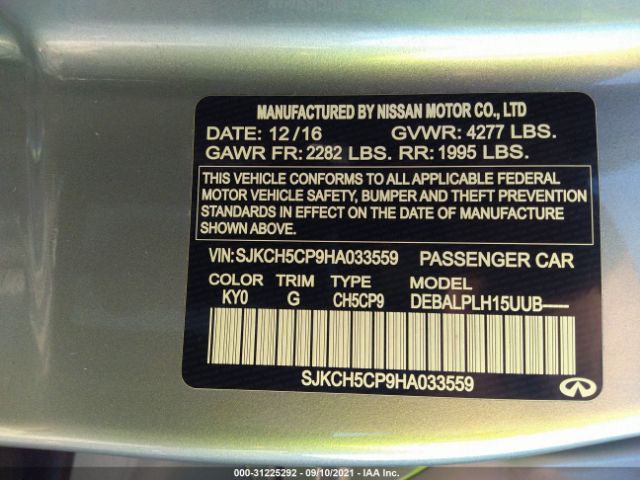 MANUFACTURED BY NISSAN MOTOR CO., LTD
DATE: 12/16 GVWR: 4277 LBS.
GAWR FR: 2282 LBS. RR: 1995 LBS.
THIS VEHICLE CONFORMS TO ALL APPLICABLE FEDERAL
MOTOR VEHICLE SAFETY, BUMPER AND THEFT PREVENTION
STANDARDS IN EFFECT ON THE DATE OF MANUFACTURE
SHOWN ABOVE.
VIN:SJKCH5CP9HA033559 PASSENGER CAR
COLOR TRIM TYPE MODEL
KY0 G CH5CP9 DEBALPLH15UUB-----
SJKCH5CP9HA033559
000-31225292 - 09/10/2021 - IAA Inc.